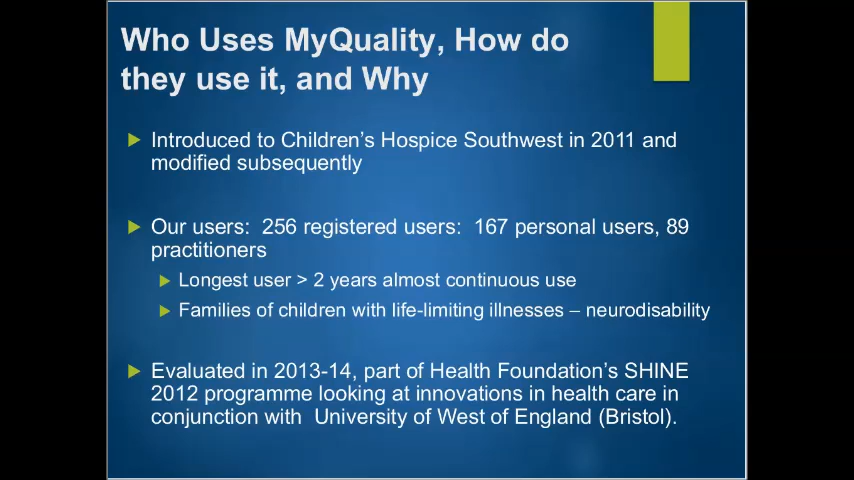 Who Uses MyQuality, How do
they use it, and Why
Introduced to Children's Hospice Southwest in 2011 and
modified subsequently
Our users:  256 registered users:  167 personal users, 89
practitioners
Longest user > 2 years almost continuous use
Families of children with life-limiting illnesses – neurodisability
Evaluated in 2013-14, part of Health Foundation's SHINE
2012 programme looking at innovations in health care in
conjunction with  University of West of England (Bristol).